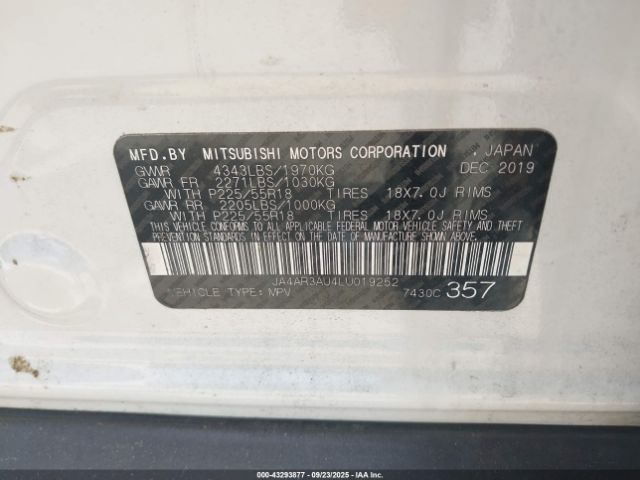 MFD.BY MITSUBISHI MOTORS CORPORATION , JAPAN
GVWR 4343LBS/1970KG DEC 2019
GAWR FR 2271LBS/1030KG
WITH P225/55R18 TIRES 18X7.0J RIMS
GAWR RR 2205LBS/1000KG
WITH P225/55R18 TIRES 18X7.0J RIMS
THIS VEHICLE CONFORMS TO ALL APPLICABLE FEDERAL MOTOR VEHICLE SAFETY AND THEFT
PREVENTION STANDARDS IN EFFECT ON THE DATE OF MANUFACTURE SHOWN ABOVE.
JA4AR3AU4LU019252
VEHICLE TYPE: MPV 7430C 357
000-43293877 - 09/23/2025 - IAAI.COM